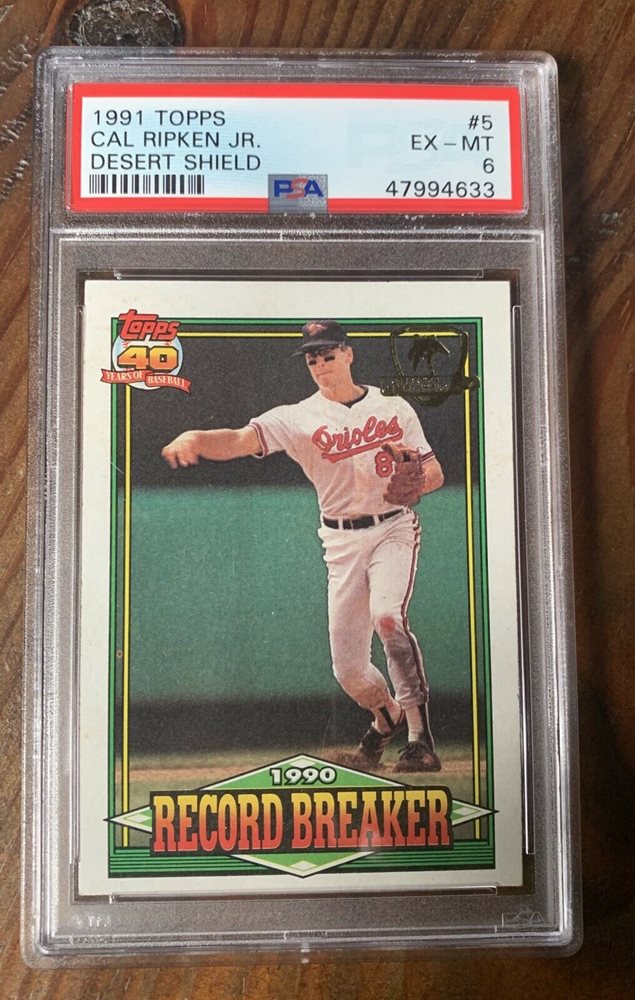 1991 TOPPS #5
CAL RIPKEN JR. EX - MT
DESERT SHIELD 6
PSA 47994633
Topps
40
YEARS OF BASEBALL
Orioles
8
1990
RECORD BREAKER
PSA